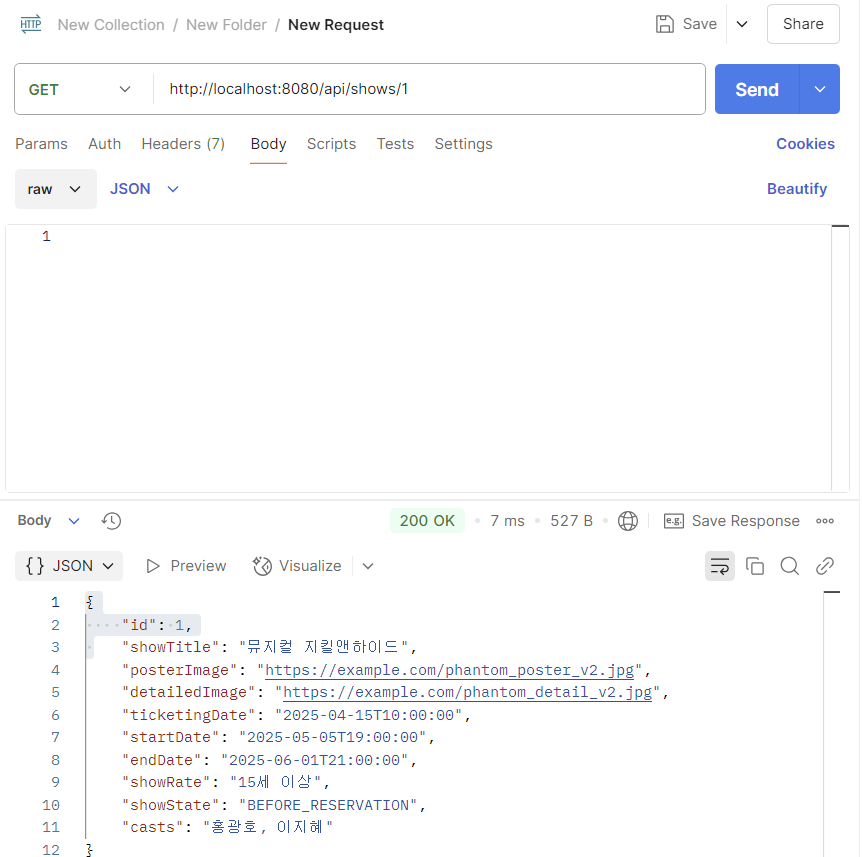 HTTP New Collection / New Folder / New Request Save Share
GET http://localhost:8080/api/shows/1 Send
Params Auth Headers (7) Body Scripts Tests Settings Cookies
raw JSON Beautify
1
Body 200 OK • 7 ms • 527 B • e.g. Save Response
{} JSON Preview Visualize
1 {
2 "id": 1,
3 "showTitle": "뮤지컬 지킬앤하이드",
4 "posterImage": "https://example.com/phantom_poster_v2.jpg",
5 "detailedImage": "https://example.com/phantom_detail_v2.jpg",
6 "ticketingDate": "2025-04-15T10:00:00",
7 "startDate": "2025-05-05T19:00:00",
8 "endDate": "2025-06-01T21:00:00",
9 "showRate": "15세 이상",
10 "showState": "BEFORE_RESERVATION",
11 "casts": "홍광호, 이지혜"
12 }